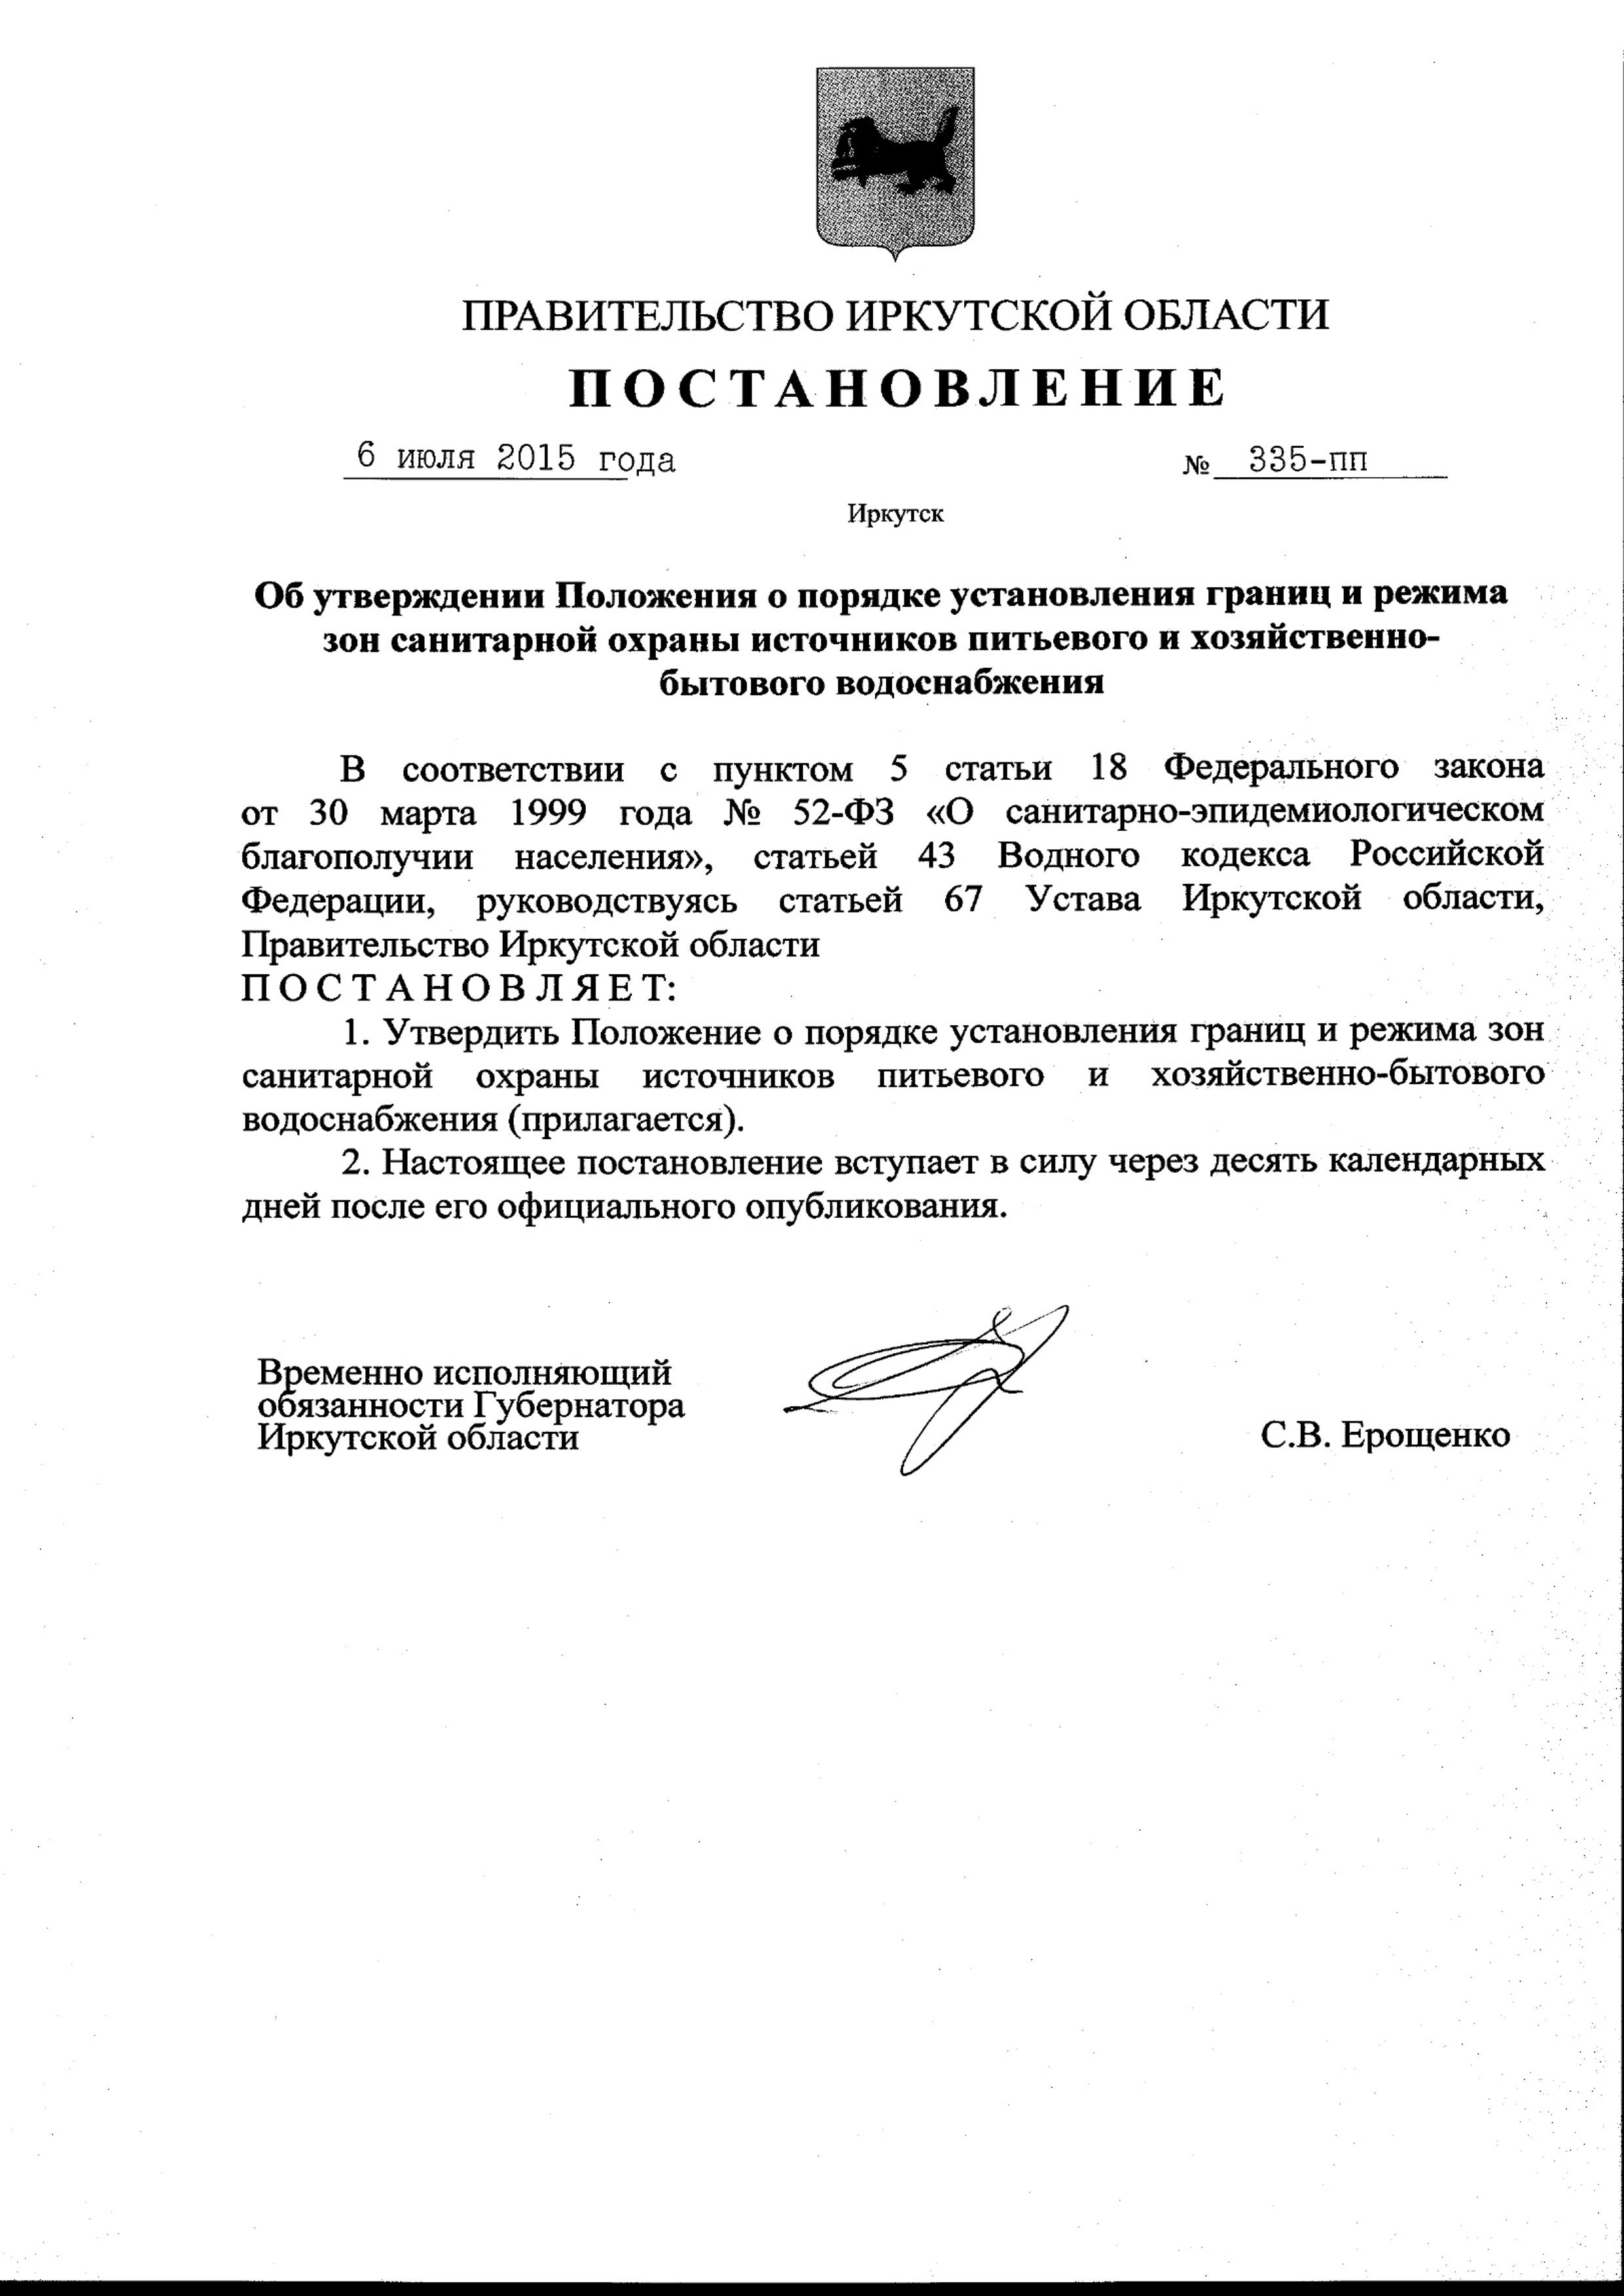 ПРАВИТЕЛЬСТВО ИРКУТСКОЙ ОБЛАСТИ
ПОСТАНОВЛЕНИЕ
6 июля 2015 года № 335-пп
Иркутск
Об утверждении Положения о порядке установления границ и режима
зон санитарной охраны источников питьевого и хозяйственно-
бытового водоснабжения
В соответствии с пунктом 5 статьи 18 Федерального закона
от 30 марта 1999 года № 52-ФЗ «О санитарно-эпидемиологическом
благополучии населения», статьей 43 Водного кодекса Российской
Федерации, руководствуясь статьей 67 Устава Иркутской области,
Правительство Иркутской области
П О С Т А Н О В Л Я Е Т:
1. Утвердить Положение о порядке установления границ и режима зон
санитарной охраны источников питьевого и хозяйственно-бытового
водоснабжения (прилагается).
2. Настоящее постановление вступает в силу через десять календарных
дней после его официального опубликования.
Временно исполняющий
обязанности Губернатора
Иркутской области С.В. Ерощенко